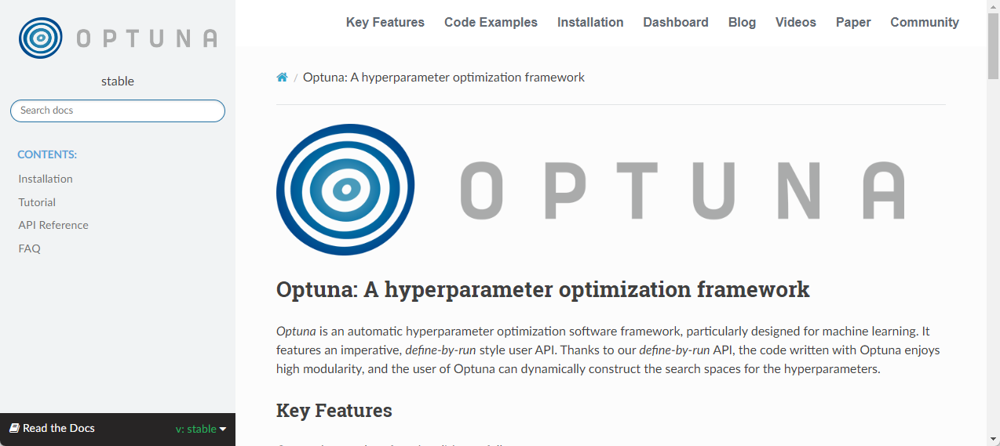 OPTUNA
stable
Search docs
CONTENTS:
Installation
Tutorial
API Reference
FAQ
Read the Docs
v: stable
Key Features Code Examples Installation Dashboard Blog Videos Paper Community
/ Optuna: A hyperparameter optimization framework
OPTUNA
Optuna: A hyperparameter optimization framework
Optuna is an automatic hyperparameter optimization software framework, particularly designed for machine learning. It
features an imperative, define-by-run style user API. Thanks to our define-by-run API, the code written with Optuna enjoys
high modularity, and the user of Optuna can dynamically construct the search spaces for the hyperparameters.
Key Features